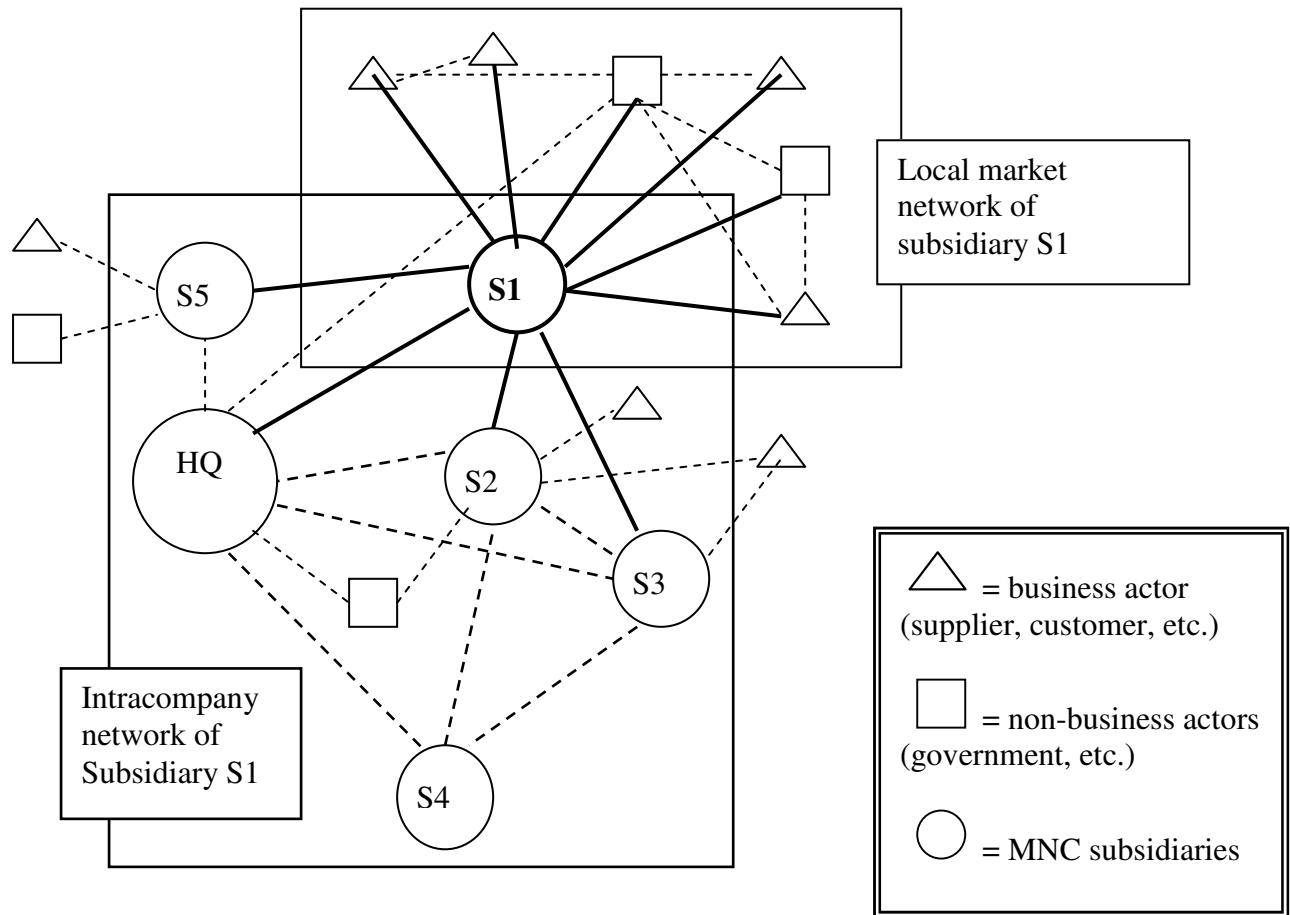 Local market
network of
subsidiary S1
S1
S5
HQ
S2
S3
Intracompany
network of
Subsidiary S1
S4
= business actor
(supplier, customer, etc.)
= non-business actors
(government, etc.)
= MNC subsidiaries